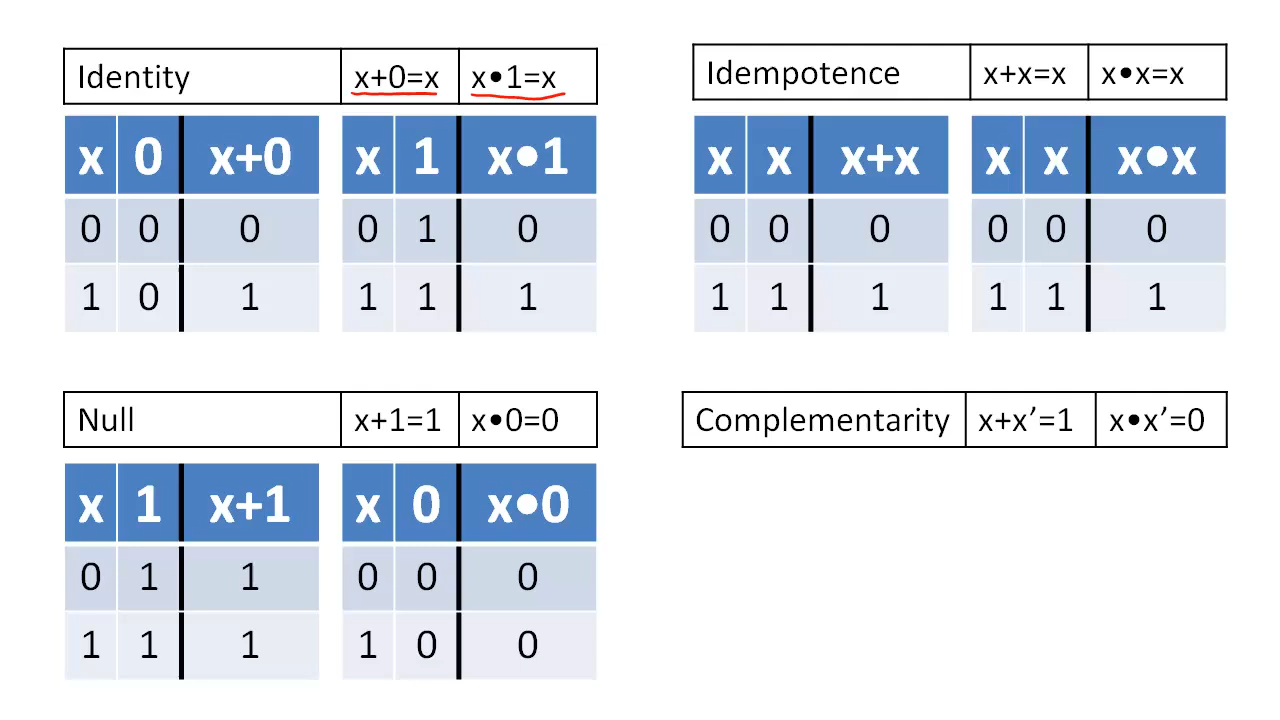 Identity x+0=x x•1=x
x 0 x+0 x 1 x•1
0 0 0 0 1 0
1 0 1 1 1 1
Idempotence x+x=x x•x=x
x x x+x x x x•x
0 0 0 0 0 0
1 1 1 1 1 1
Null x+1=1 x•0=0
x 1 x+1 x 0 x•0
0 1 1 0 0 0
1 1 1 1 0 0
Complementarity x+x’=1 x•x’=0